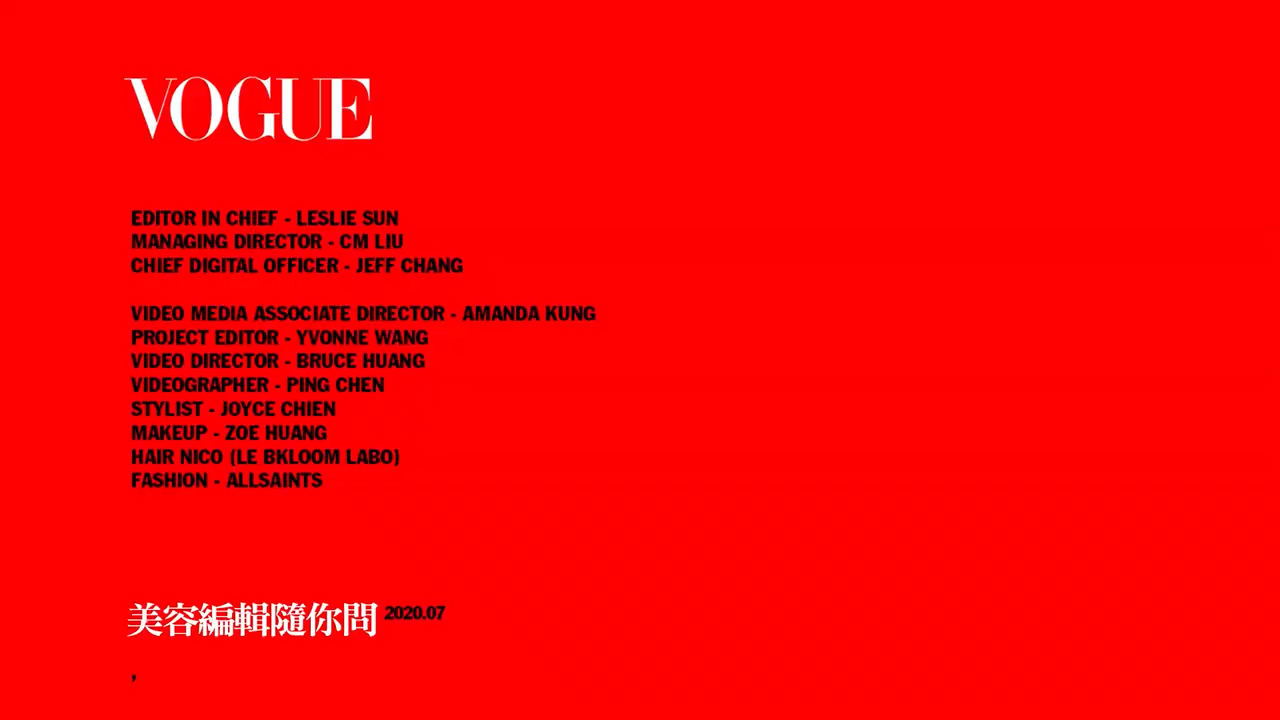 VOGUE
EDITOR IN CHIEF - LESLIE SUN
MANAGING DIRECTOR - CM LIU
CHIEF DIGITAL OFFICER - JEFF CHANG
VIDEO MEDIA ASSOCIATE DIRECTOR - AMANDA KUNG
PROJECT EDITOR - YVONNE WANG
VIDEO DIRECTOR - BRUCE HUANG
VIDEOGRAPHER - PING CHEN
STYLIST - JOYCE CHIEN
MAKEUP - ZOE HUANG
HAIR NICO (LE BKLOOM LABO)
FASHION - ALLSAINTS
美容編輯隨你問 2020.07
,